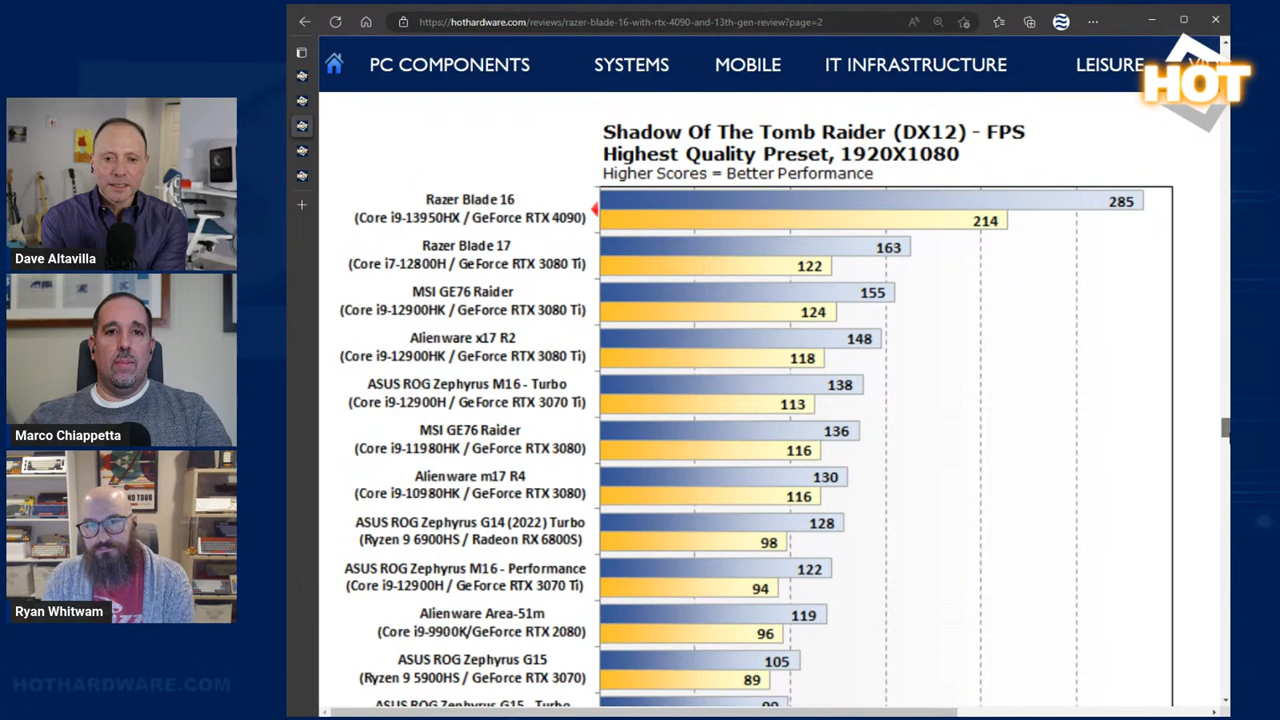 https://hothardware.com/reviews/razer-blade-16-with-rtx-4090-and-13th-gen-review?page=2
PC COMPONENTS
SYSTEMS
MOBILE
IT INFRASTRUCTURE
LEISURE
HOT
Shadow Of The Tomb Raider (DX12) - FPS
Highest Quality Preset, 1920X1080
Higher Scores = Better Performance
Razer Blade 16
(Core i9-13950HX / GeForce RTX 4090)
285
214
Razer Blade 17
(Core i7-12800H / GeForce RTX 3080 Ti)
163
122
MSI GE76 Raider
(Core i9-12900HK / GeForce RTX 3080 Ti)
155
124
Alienware x17 R2
(Core i9-12900HK / GeForce RTX 3080 Ti)
148
118
ASUS ROG Zephyrus M16 - Turbo
(Core i9-12900H / GeForce RTX 3070 Ti)
138
113
MSI GE76 Raider
(Core i9-11980HK / GeForce RTX 3080)
136
116
Alienware m17 R4
(Core i9-10980HK / GeForce RTX 3080)
130
116
ASUS ROG Zephyrus G14 (2022) Turbo
(Ryzen 9 6900HS / Radeon RX 6800S)
128
98
ASUS ROG Zephyrus M16 - Performance
(Core i9-12900H / GeForce RTX 3070 Ti)
122
94
Alienware Area-51m
(Core i9-9900K/GeForce RTX 2080)
119
96
ASUS ROG Zephyrus G15
(Ryzen 9 5900HS / GeForce RTX 3070)
105
89
ASUS ROG Zephyrus G15 - Turbo
Dave Altavilla
Marco Chiappetta
Ryan Whitwam
HOTHARDWARE.COM